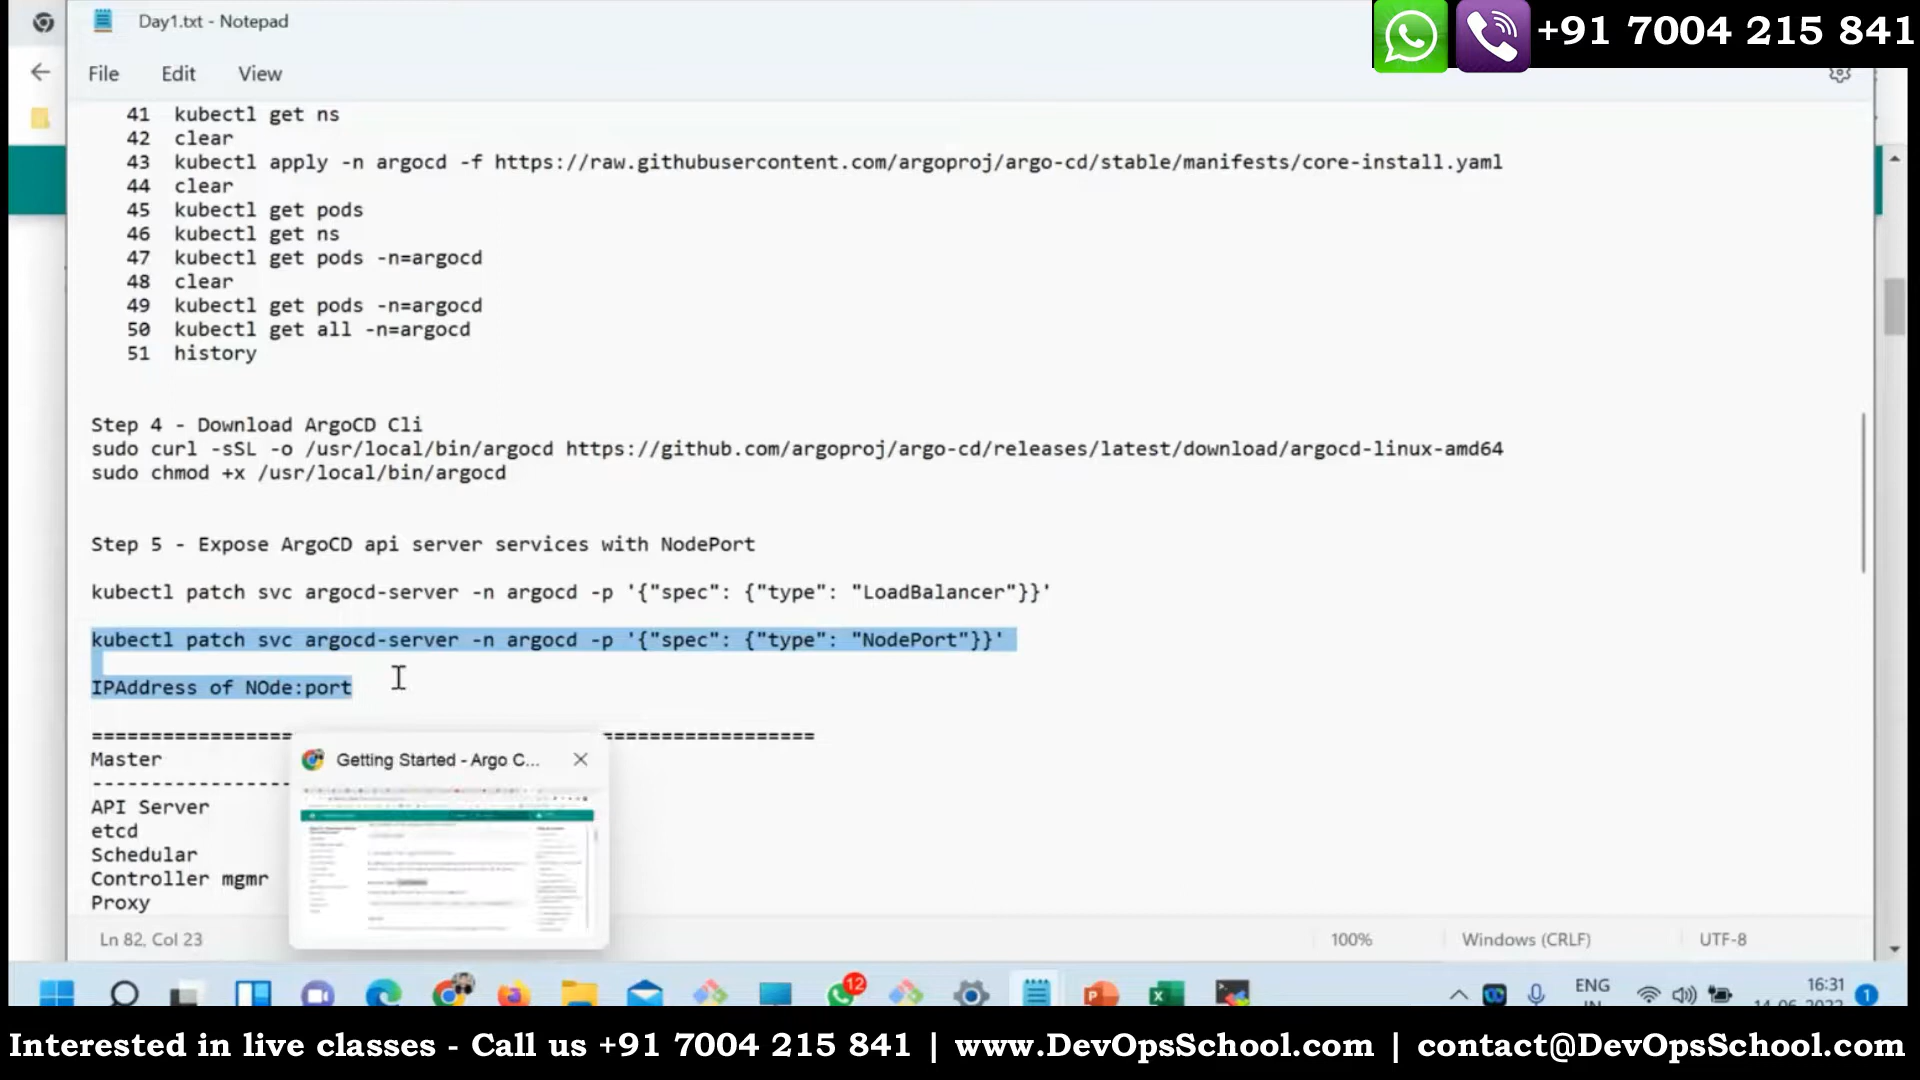 Day1.txt - Notepad
+91 7004 215 841
File Edit View
41 kubectl get ns
42 clear
43 kubectl apply -n argocd -f https://raw.githubusercontent.com/argoproj/argo-cd/stable/manifests/core-install.yaml
44 clear
45 kubectl get pods
46 kubectl get ns
47 kubectl get pods -n=argocd
48 clear
49 kubectl get pods -n=argocd
50 kubectl get all -n=argocd
51 history
Step 4 - Download ArgoCD Cli
sudo curl -sSL -o /usr/local/bin/argocd https://github.com/argoproj/argo-cd/releases/latest/download/argocd-linux-amd64
sudo chmod +x /usr/local/bin/argocd
Step 5 - Expose ArgoCD api server services with NodePort
kubectl patch svc argocd-server -n argocd -p '{"spec": {"type": "LoadBalancer"}}'
kubectl patch svc argocd-server -n argocd -p '{"spec": {"type": "NodePort"}}'
IPAddress of NOde:port
Master
API Server
etcd
Schedular
Controller mgmr
Proxy
Getting Started - Argo C...
Ln 82, Col 23
100%
Windows (CRLF)
UTF-8
12
ENG
IN
16:31
14-06-2022
1
Interested in live classes - Call us +91 7004 215 841 | www.DevOpsSchool.com | contact@DevOpsSchool.com